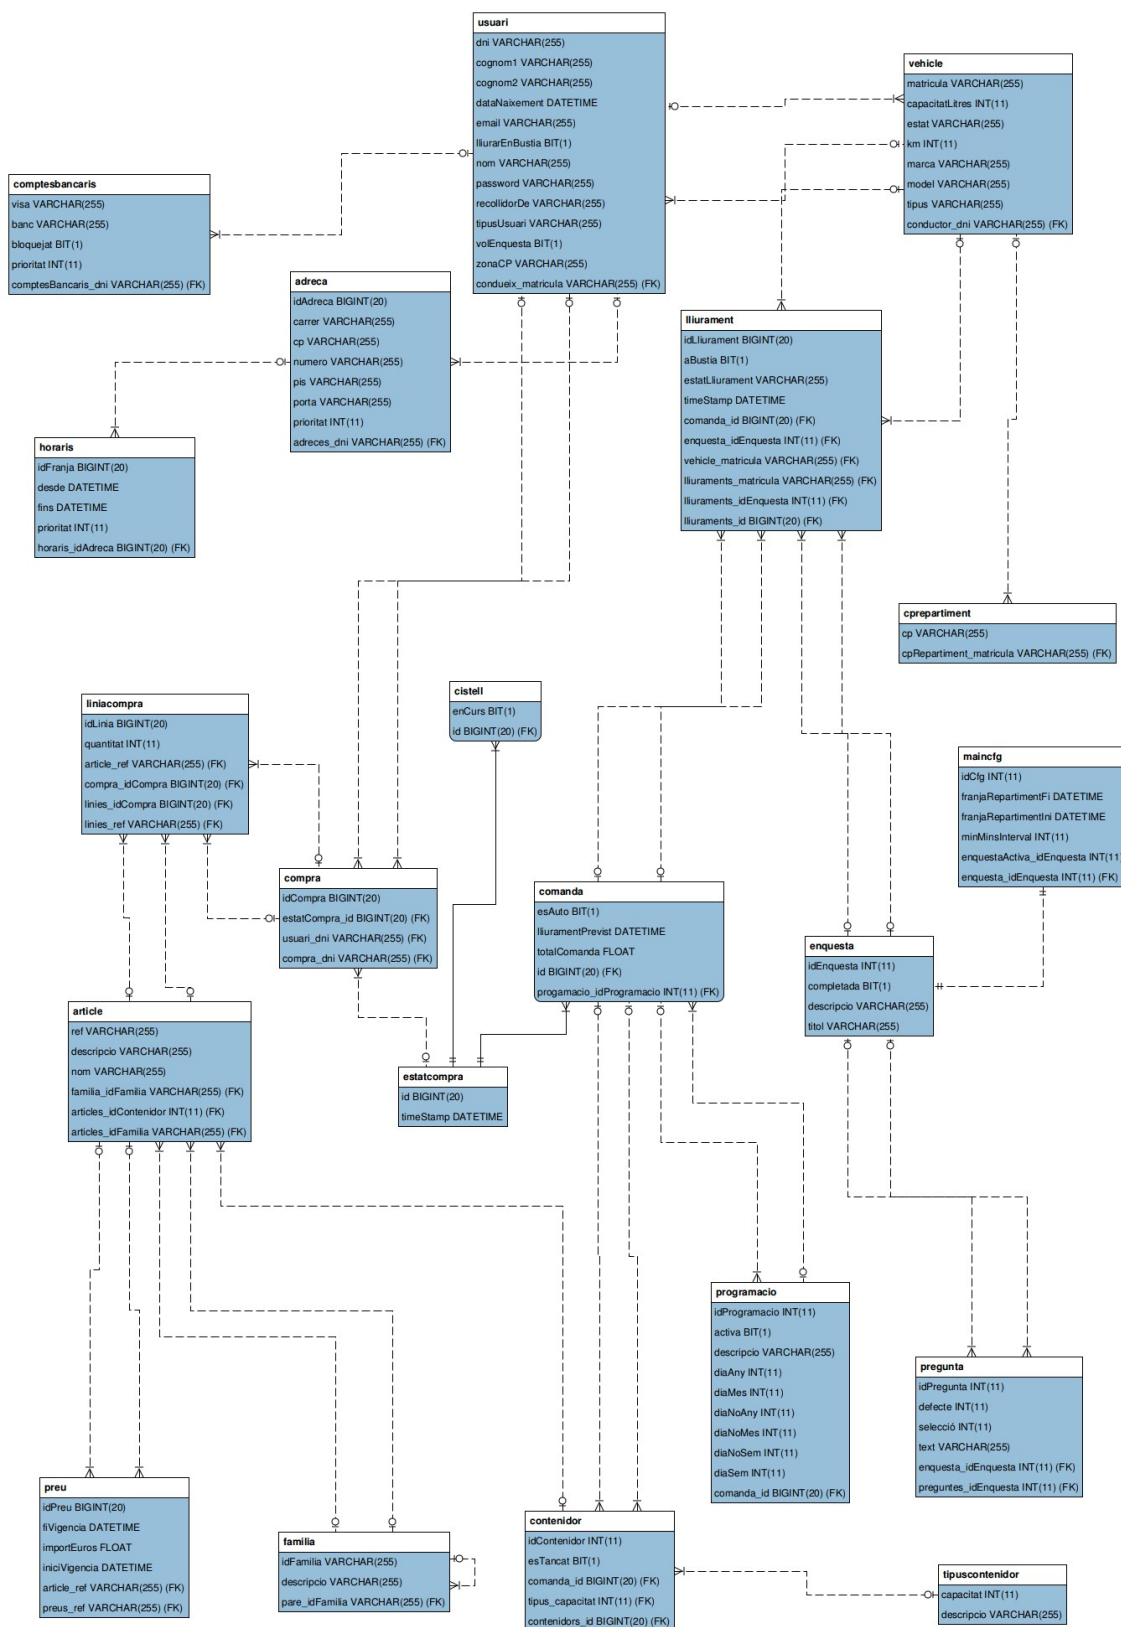 usuari
dni VARCHAR(255)
cognom1 VARCHAR(255)
cognom2 VARCHAR(255)
dataNaixement DATETIME
email VARCHAR(255)
lliurarEnBustia BIT(1)
nom VARCHAR(255)
password VARCHAR(255)
recollidorDe VARCHAR(255)
tipusUsuari VARCHAR(255)
volEnquesta BIT(1)
zonaCP VARCHAR(255)
condueix_matricula VARCHAR(255) (FK)
vehicle
matricula VARCHAR(255)
capacitatLitres INT(11)
estat VARCHAR(255)
km INT(11)
marca VARCHAR(255)
model VARCHAR(255)
tipus VARCHAR(255)
conductor_dni VARCHAR(255) (FK)
comptesbancaris
visa VARCHAR(255)
banc VARCHAR(255)
bloquejat BIT(1)
prioritat INT(11)
comptesBancaris_dni VARCHAR(255) (FK)
adreca
idAdreca BIGINT(20)
carrer VARCHAR(255)
cp VARCHAR(255)
numero VARCHAR(255)
pis VARCHAR(255)
porta VARCHAR(255)
prioritat INT(11)
adreces_dni VARCHAR(255) (FK)
lliurament
idLliurament BIGINT(20)
aBustia BIT(1)
estatLliurament VARCHAR(255)
timeStamp DATETIME
comanda_id BIGINT(20) (FK)
enquesta_idEnquesta INT(11) (FK)
vehicle_matricula VARCHAR(255) (FK)
lliuraments_matricula VARCHAR(255) (FK)
lliuraments_idEnquesta INT(11) (FK)
lliuraments_id BIGINT(20) (FK)
horaris
idFranja BIGINT(20)
desde DATETIME
fins DATETIME
prioritat INT(11)
horaris_idAdreca BIGINT(20) (FK)
cprepartiment
cp VARCHAR(255)
cpRepartiment_matricula VARCHAR(255) (FK)
liniacompra
idLinia BIGINT(20)
quantitat INT(11)
article_ref VARCHAR(255) (FK)
compra_idCompra BIGINT(20) (FK)
linies_idCompra BIGINT(20) (FK)
linies_ref VARCHAR(255) (FK)
cistell
enCurs BIT(1)
id BIGINT(20) (FK)
maincfg
idCfg INT(11)
franjaRepartimentFi DATETIME
franjaRepartimentIni DATETIME
minMinsInterval INT(11)
enquestaActiva_idEnquesta INT(11)
enquesta_idEnquesta INT(11) (FK)
compra
idCompra BIGINT(20)
estatCompra_id BIGINT(20) (FK)
usuari_dni VARCHAR(255) (FK)
compra_dni VARCHAR(255) (FK)
comanda
esAuto BIT(1)
lliuramentPrevist DATETIME
totalComanda FLOAT
id BIGINT(20) (FK)
progamacio_idProgramacio INT(11) (FK)
enquesta
idEnquesta INT(11)
completada BIT(1)
descripcio VARCHAR(255)
titol VARCHAR(255)
article
ref VARCHAR(255)
descripcio VARCHAR(255)
nom VARCHAR(255)
familia_idFamilia VARCHAR(255) (FK)
articles_idContenidor INT(11) (FK)
articles_idFamilia VARCHAR(255) (FK)
estatcompra
id BIGINT(20)
timeStamp DATETIME
programacio
idProgramacio INT(11)
activa BIT(1)
descripcio VARCHAR(255)
diaAny INT(11)
diaMes INT(11)
diaNoAny INT(11)
diaNoMes INT(11)
diaNoSem INT(11)
diaSem INT(11)
comanda_id BIGINT(20) (FK)
pregunta
idPregunta INT(11)
defecte INT(11)
selecció INT(11)
text VARCHAR(255)
enquesta_idEnquesta INT(11) (FK)
preguntes_idEnquesta INT(11) (FK)
preu
idPreu BIGINT(20)
fiVigencia DATETIME
importEuros FLOAT
iniciVigencia DATETIME
article_ref VARCHAR(255) (FK)
preus_ref VARCHAR(255) (FK)
familia
idFamilia VARCHAR(255)
descripcio VARCHAR(255)
pare_idFamilia VARCHAR(255) (FK)
contenidor
idContenidor INT(11)
esTancat BIT(1)
comanda_id BIGINT(20) (FK)
tipus_capacitat INT(11) (FK)
contenidors_id BIGINT(20) (FK)
tipuscontenidor
capacitat INT(11)
descripcio VARCHAR(255)